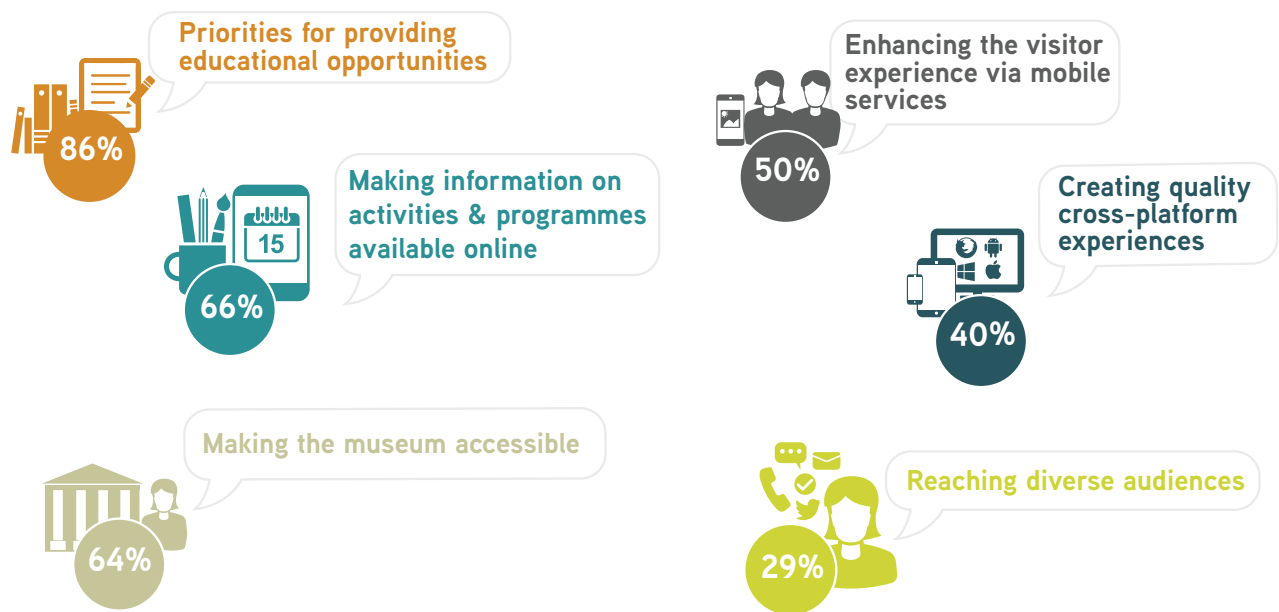 Priorities for providing
educational opportunities
86%
Making information on
activities & programmes
available online
15
66%
Making the museum accessible
64%
Enhancing the visitor
experience via mobile
services
50%
Creating quality
cross-platform
experiences
40%
Reaching diverse audiences
29%